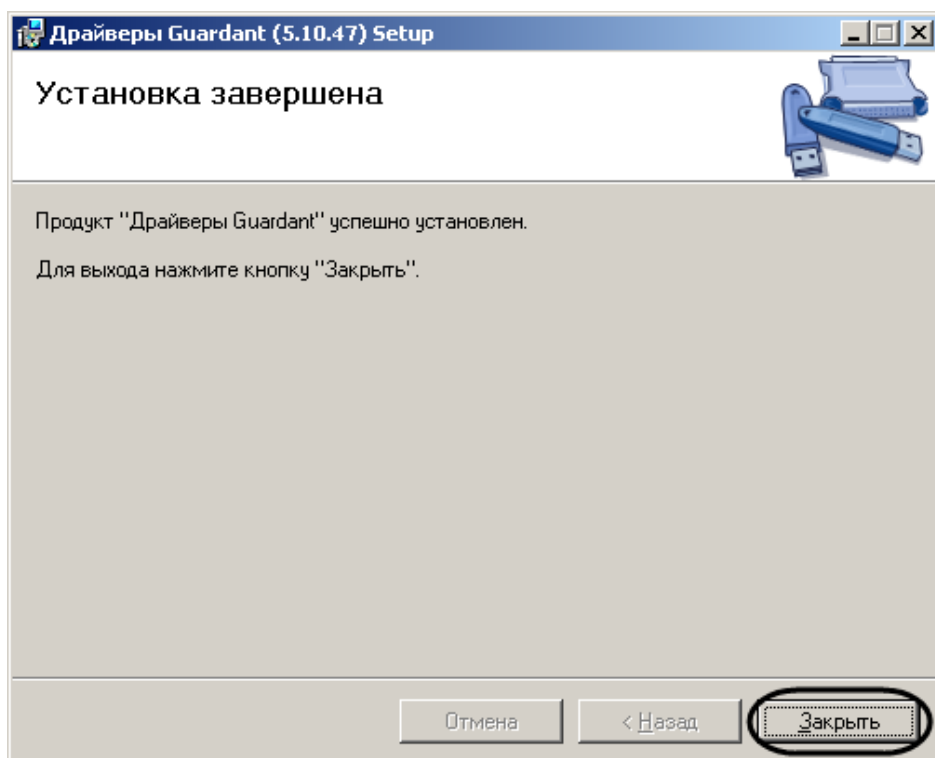 Драйверы Guardant (5.10.47) Setup
Установка завершена
Продукт "Драйверы Guardant" успешно установлен.
Для выхода нажмите кнопку "Закрыть".
Отмена
< Назад
Закрыть